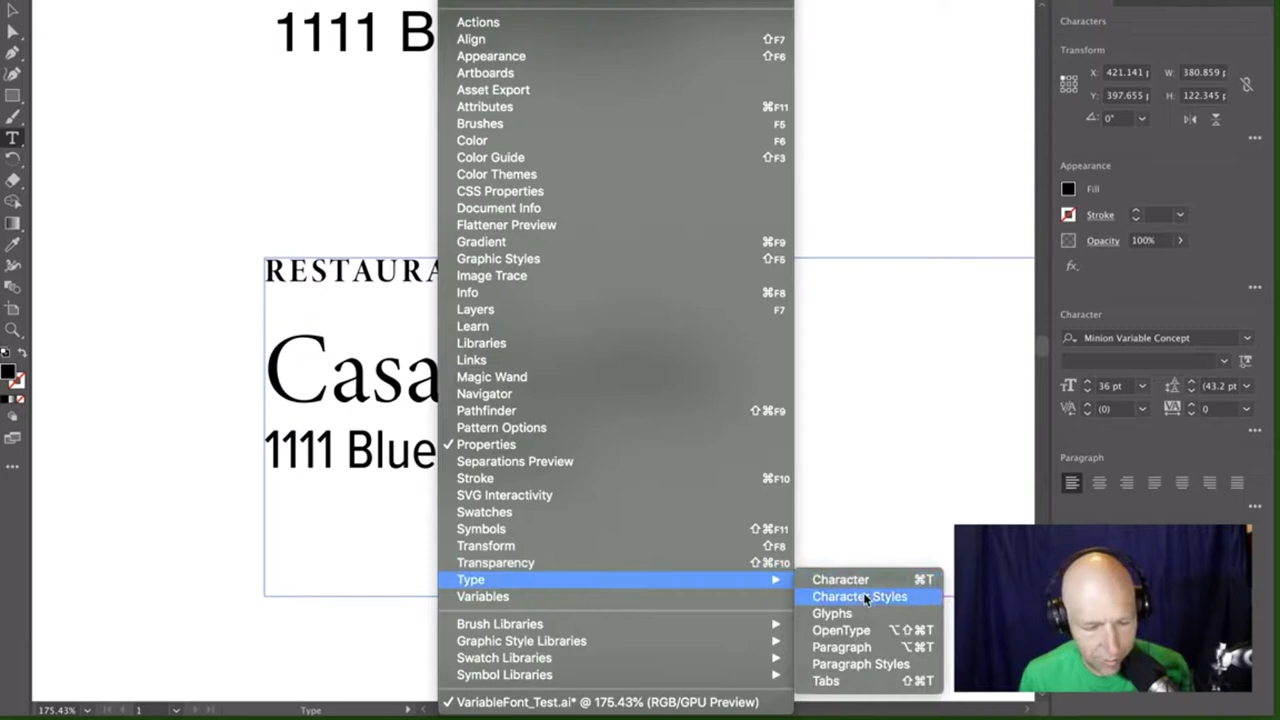 1111 B
RESTAURA
Casa
1111 Blue
Actions
Align ⇧F7
Appearance ⇧F6
Artboards
Asset Export
Attributes ⌘F11
Brushes F5
Color F6
Color Guide ⇧F3
Color Themes
CSS Properties
Document Info
Flattener Preview
Gradient ⌘F9
Graphic Styles ⇧F5
Image Trace
Info ⌘F8
Layers F7
Learn
Libraries
Links
Magic Wand
Navigator
Pathfinder ⇧⌘F9
Pattern Options
✓ Properties
Separations Preview
Stroke ⌘F10
SVG Interactivity
Swatches
Symbols ⇧⌘F11
Transform ⇧F8
Transparency ⇧⌘F10
Type
Variables
Brush Libraries
Graphic Style Libraries
Swatch Libraries
Symbol Libraries
✓ VariableFont_Test.ai* @ 175.43% (RGB/GPU Preview)
Character ⌘T
Character Styles
Glyphs
OpenType ⌥⇧⌘T
Paragraph ⌥⌘T
Paragraph Styles
Tabs ⇧⌘T
Characters
Transform
X: 421.141 W: 380.859
Y: 397.655 H: 122.345
0°
Appearance
Fill
Stroke
Opacity 100%
fx
Character
Minion Variable Concept
36 pt (43.2 pt
(0) 0
Paragraph
175.43% 1 Type